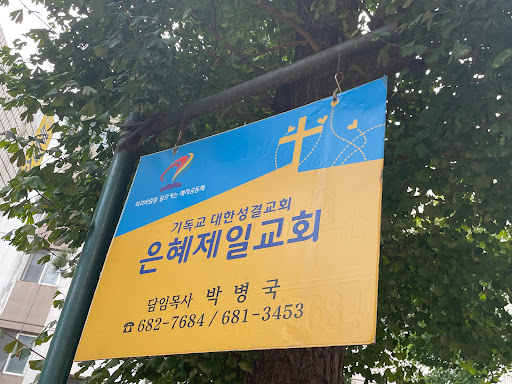 기독교 대한성결교회
은혜제일교회
담임목사 박병국
☎682-7684 / 681-3453